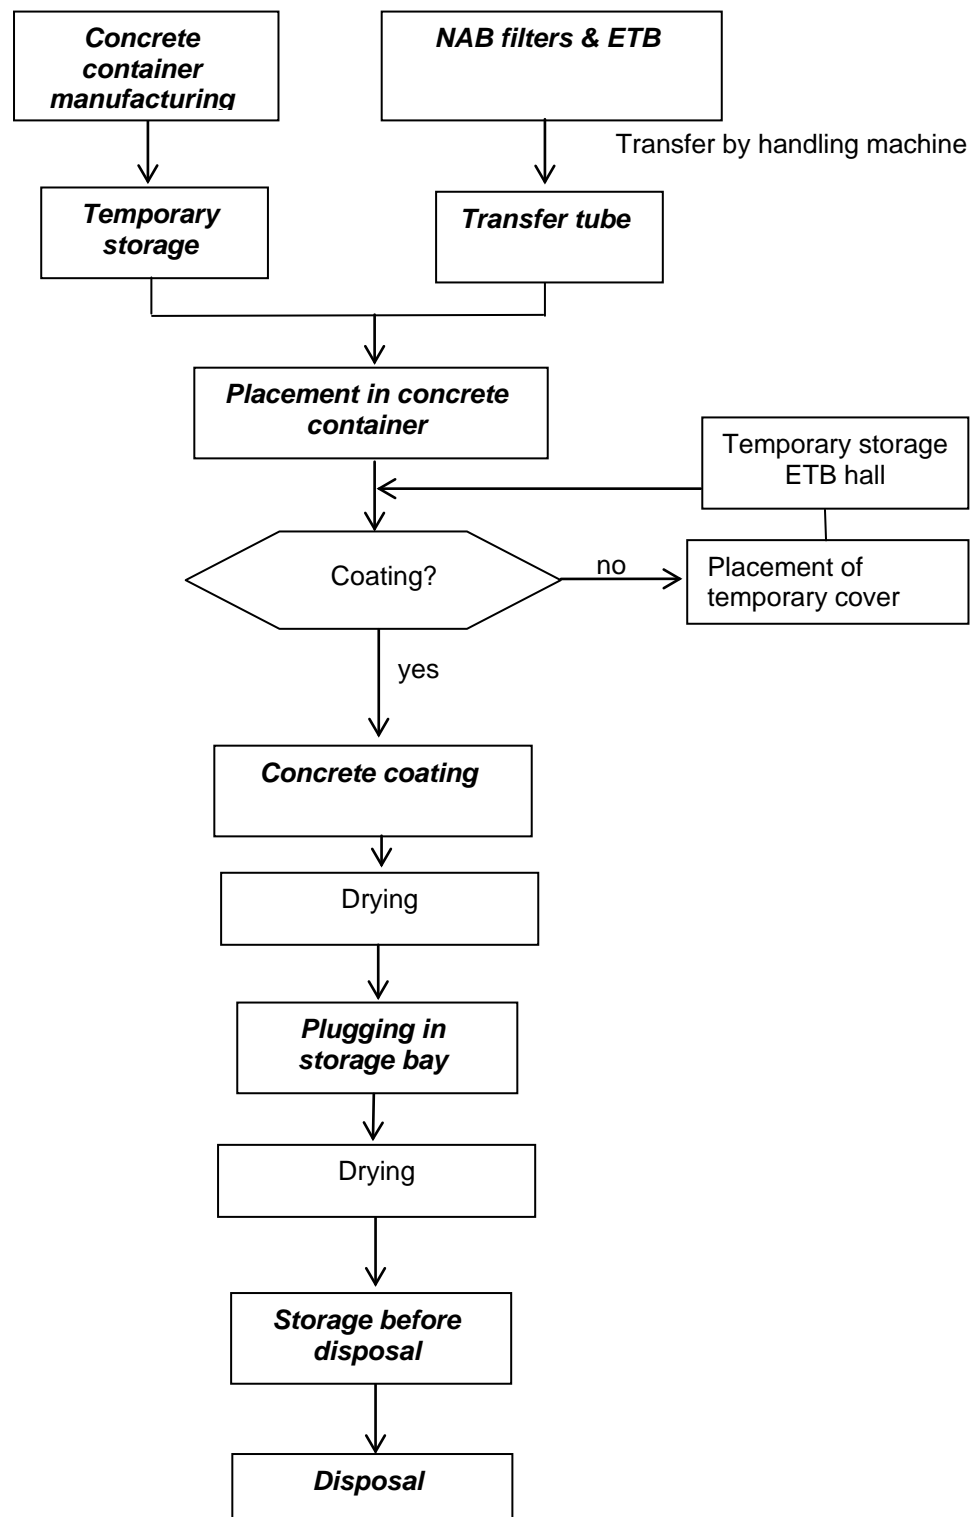 Concrete
container
manufacturing
NAB filters & ETB
Transfer by handling machine
Temporary
storage
Transfer tube
Placement in concrete
container
Temporary storage
ETB hall
Coating?
no
Placement of
temporary cover
yes
Concrete coating
Drying
Plugging in
storage bay
Drying
Storage before
disposal
Disposal